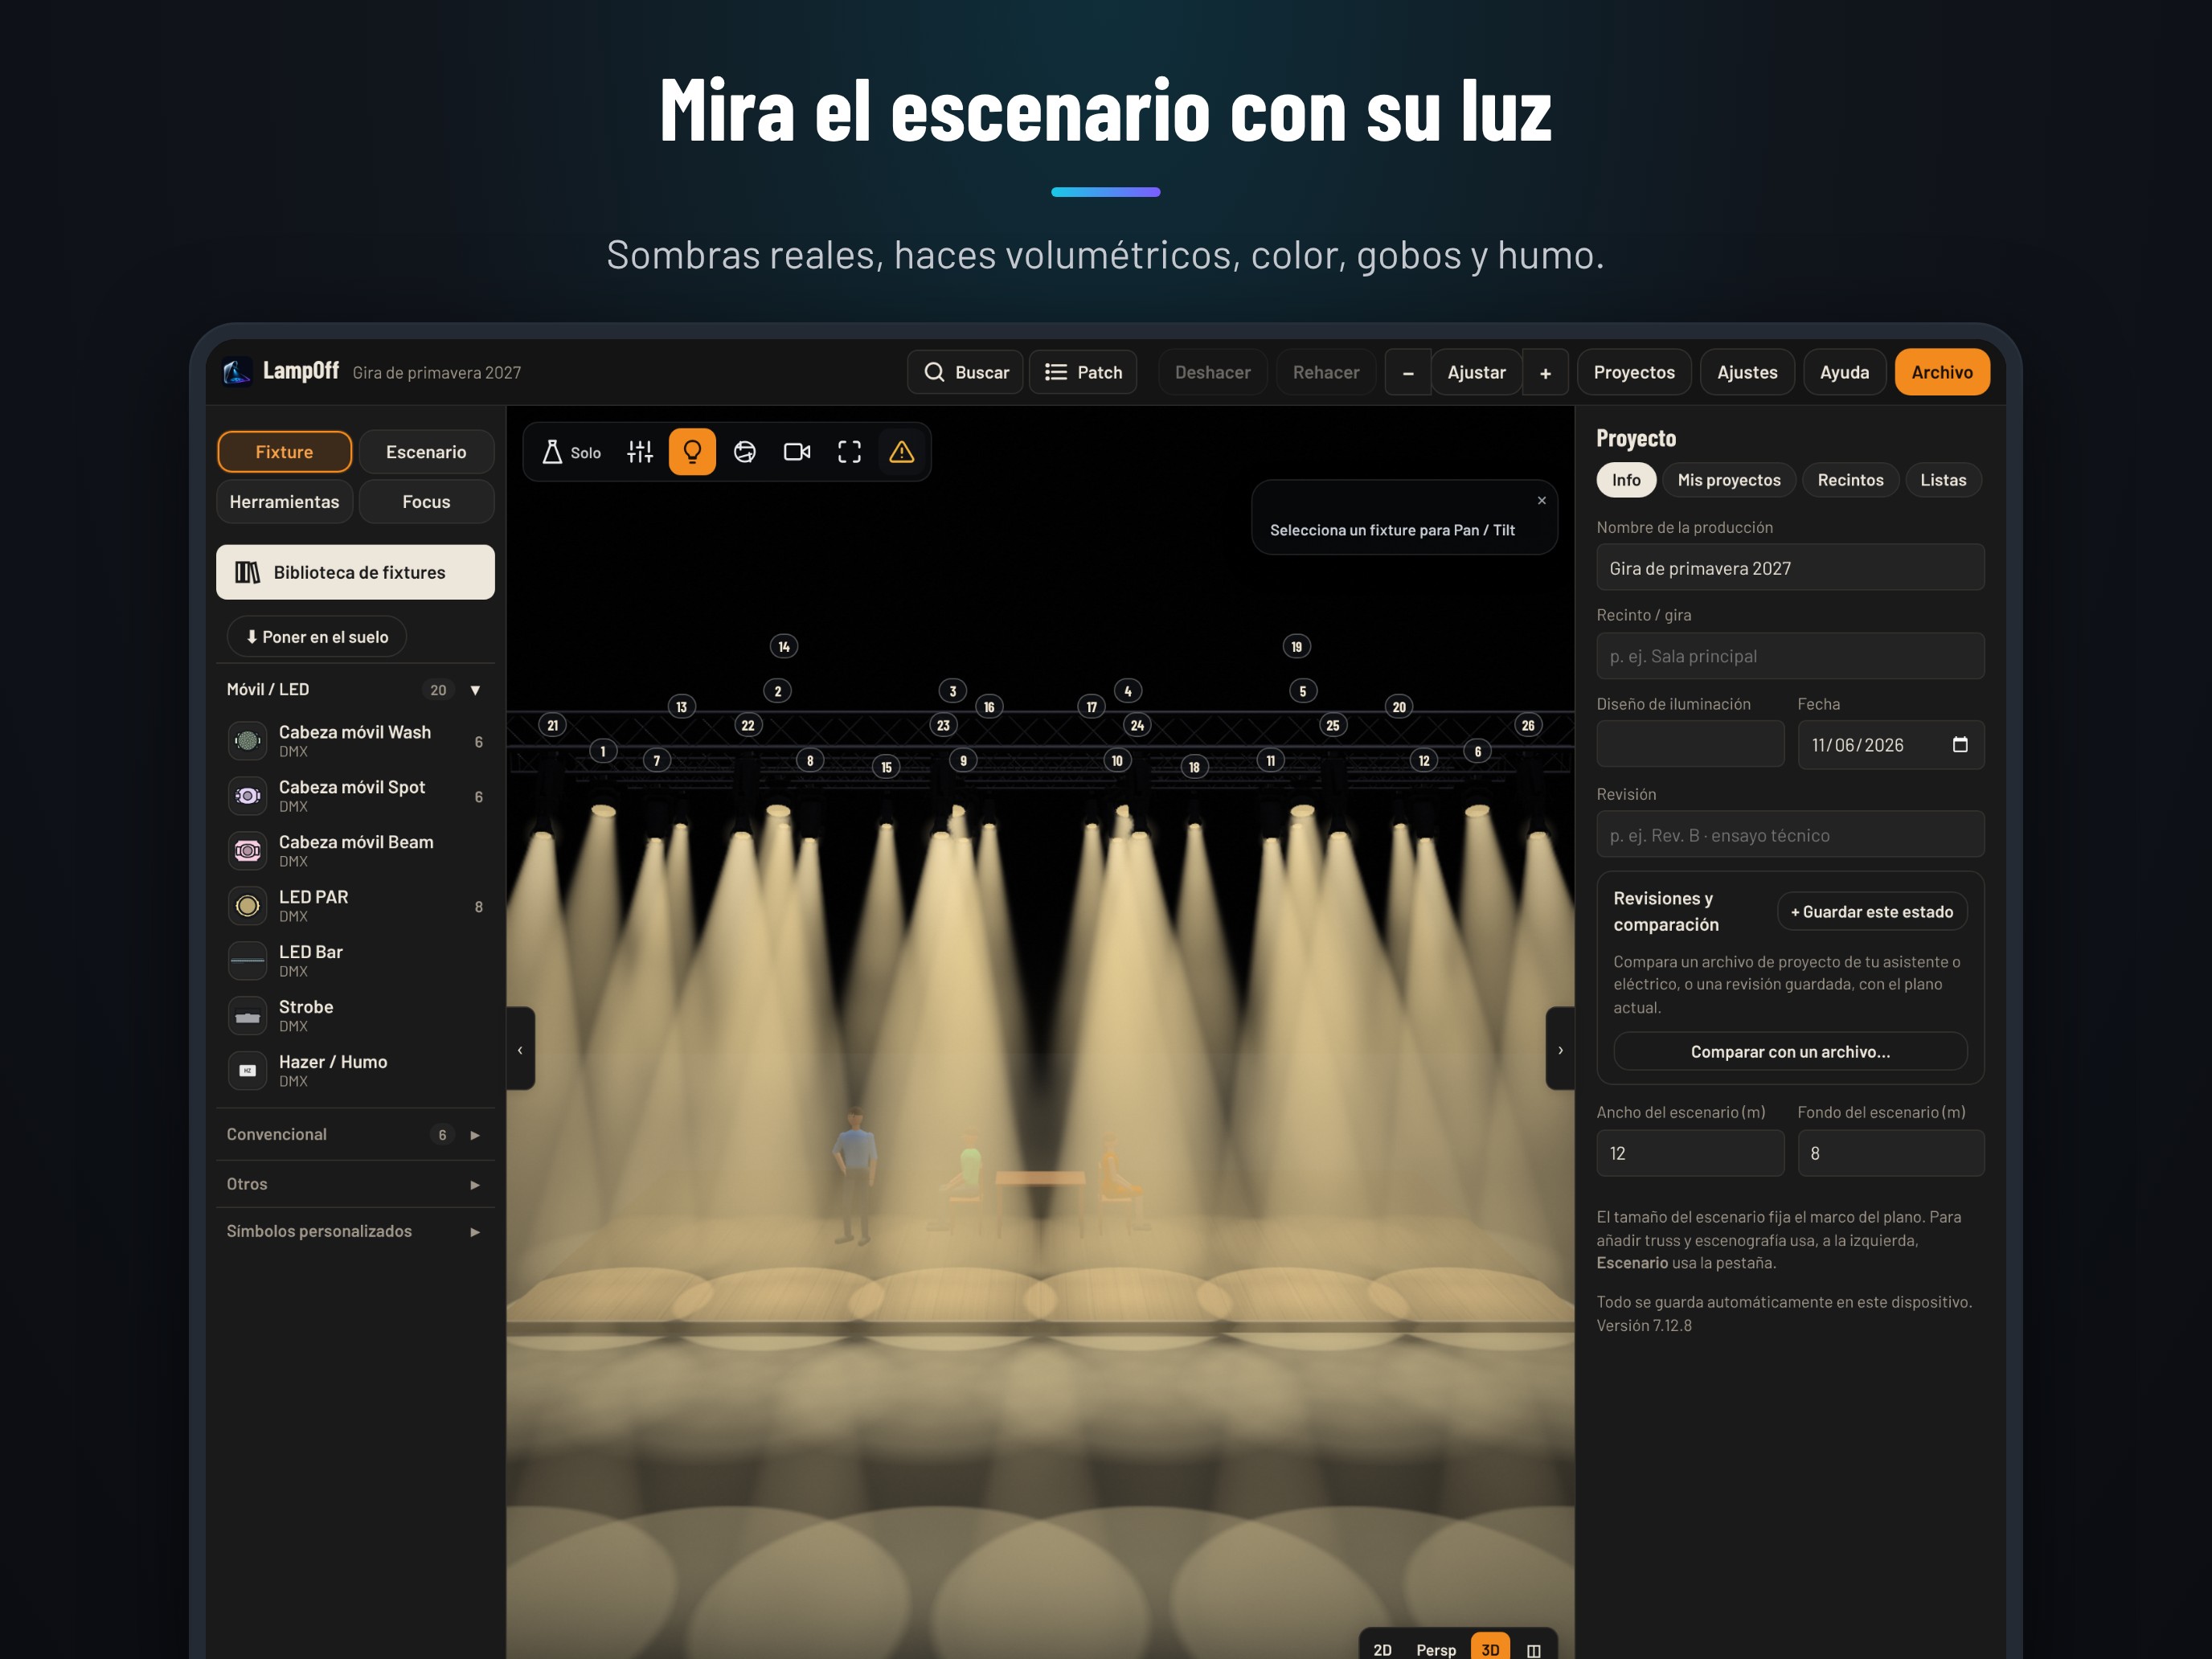 Mira el escenario con su luz
Sombras reales, haces volumétricos, color, gobos y humo.
LampOff Gira de primavera 2027
Buscar Patch Deshacer Rehacer − Ajustar + Proyectos Ajustes Ayuda Archivo
Fixture Escenario
Herramientas Focus
Biblioteca de fixtures
⬇ Poner en el suelo
Móvil / LED 20 ▼
Cabeza móvil Wash 6
DMX
Cabeza móvil Spot 6
DMX
Cabeza móvil Beam
DMX
LED PAR 8
DMX
LED Bar
DMX
Strobe
DMX
HZ Hazer / Humo
DMX
Convencional 6 ▶
Otros ▶
Símbolos personalizados ▶
Solo
×
Selecciona un fixture para Pan / Tilt
14 19
2 3 4 5
13 16 17 20
21 22 23 24 25 26
1 6
7 8 9 10 11 12
15 18
‹ ›
2D Persp 3D
Proyecto
Info Mis proyectos Recintos Listas
Nombre de la producción
Gira de primavera 2027
Recinto / gira
p. ej. Sala principal
Diseño de iluminación Fecha
11/06/2026
Revisión
p. ej. Rev. B · ensayo técnico
Revisiones y
comparación
+ Guardar este estado
Compara un archivo de proyecto de tu asistente o
eléctrico, o una revisión guardada, con el plano
actual.
Comparar con un archivo…
Ancho del escenario (m) Fondo del escenario (m)
12 8
El tamaño del escenario fija el marco del plano. Para
añadir truss y escenografía usa, a la izquierda,
Escenario usa la pestaña.
Todo se guarda automáticamente en este dispositivo.
Versión 7.12.8